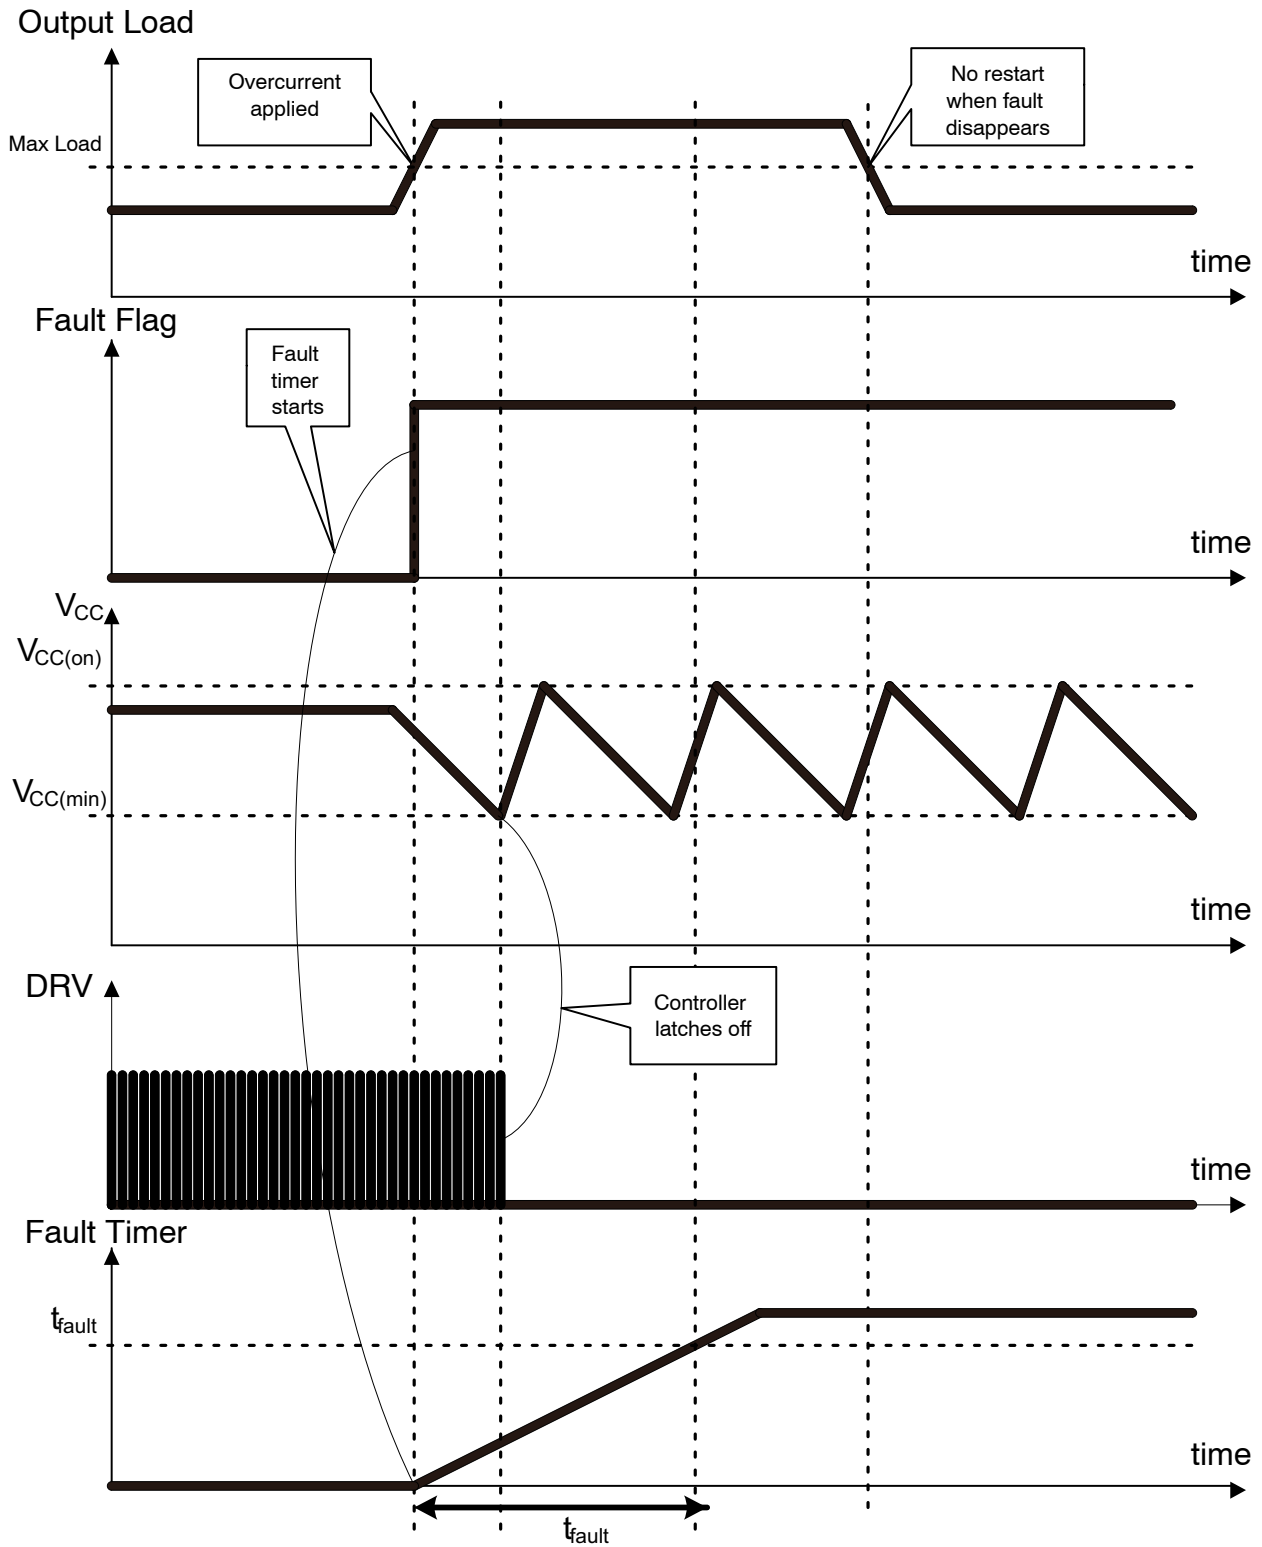 Output Load
Overcurrent
applied
No restart
when fault
disappears
Max Load
time
Fault Flag
Fault
timer
starts
time
VCC
VCC(on)
VCC(min)
time
DRV
Controller
latches off
time
Fault Timer
tfault
time
tfault